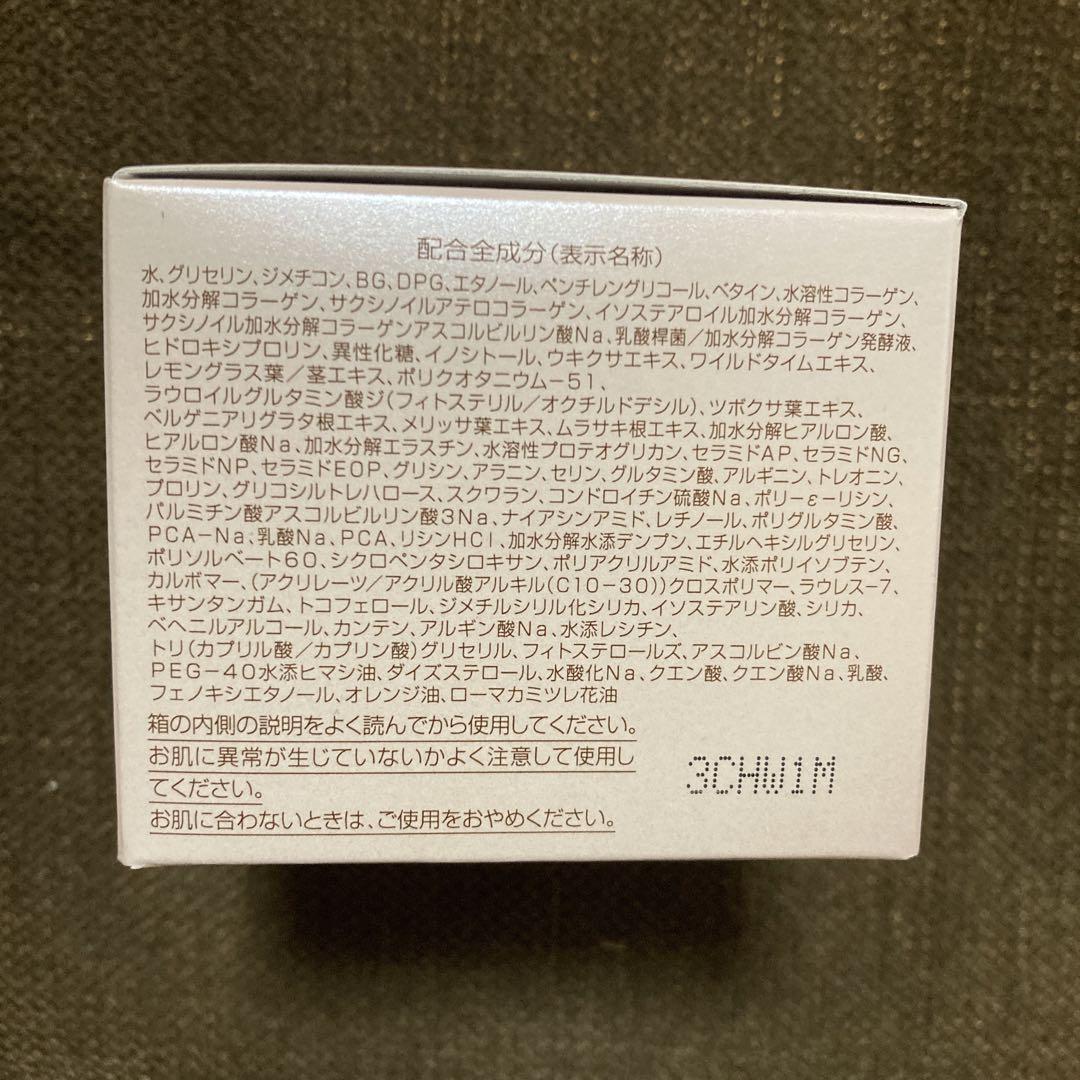 配合全成分(表示名称)
水、グリセリン、ジメチコン、BG、DPG、エタノール、ペンチレングリコール、ベタイン、水溶性コラーゲン、
加水分解コラーゲン、サクシノイルアテロコラーゲン、イソステアロイル加水分解コラーゲン、
サクシノイル加水分解コラーゲンアスコルビルリン酸Na、乳酸桿菌/加水分解コラーゲン発酵液、
ヒドロキシプロリン、異性化糖、イノシトール、ウキクサエキス、ワイルドタイムエキス、
レモングラス葉/茎エキス、ポリクオタニウム-51、
ラウロイルグルタミン酸ジ(フィトステリル/オクチルドデシル)、ツボクサ葉エキス、
ベルゲニアリグラタ根エキス、メリッサ葉エキス、ムラサキ根エキス、加水分解ヒアルロン酸、
ヒアルロン酸Na、加水分解エラスチン、水溶性プロテオグリカン、セラミドAP、セラミドNG、
セラミドNP、セラミドEOP、グリシン、アラニン、セリン、グルタミン酸、アルギニン、トレオニン、
プロリン、グリコシルトレハロース、スクワラン、コンドロイチン硫酸Na、ポリ-ε-リシン、
パルミチン酸アスコルビルリン酸3Na、ナイアシンアミド、レチノール、ポリグルタミン酸、
PCA-Na、乳酸Na、PCA、リシンHCl、加水分解水添デンプン、エチルヘキシルグリセリン、
ポリソルベート60、シクロペンタシロキサン、ポリアクリルアミド、水添ポリイソブテン、
カルボマー、(アクリレーツ/アクリル酸アルキル(C10-30))クロスポリマー、ラウレス-7、
キサンタンガム、トコフェロール、ジメチルシリル化シリカ、イソステアリン酸、シリカ、
ベヘニルアルコール、カンテン、アルギン酸Na、水添レシチン、
トリ(カプリル酸/カプリン酸)グリセリル、フィトステロールズ、アスコルビン酸Na、
PEG-40水添ヒマシ油、ダイズステロール、水酸化Na、クエン酸、クエン酸Na、乳酸、
フェノキシエタノール、オレンジ油、ローマカミツレ花油
箱の内側の説明をよく読んでから使用してください。
お肌に異常が生じていないかよく注意して使用し
てください。
お肌に合わないときは、ご使用をおやめください。
3CHW1M